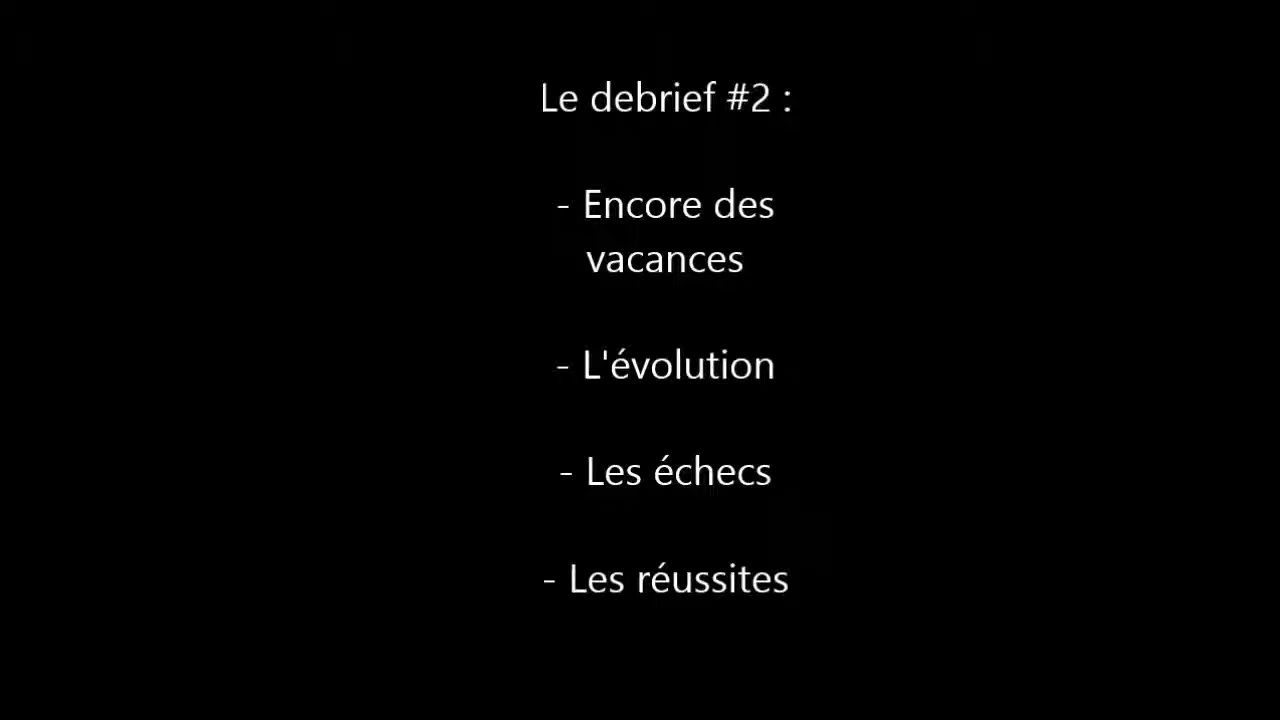 Le debrief #2 :
- Encore des
vacances
- L'évolution
- Les échecs
- Les réussites